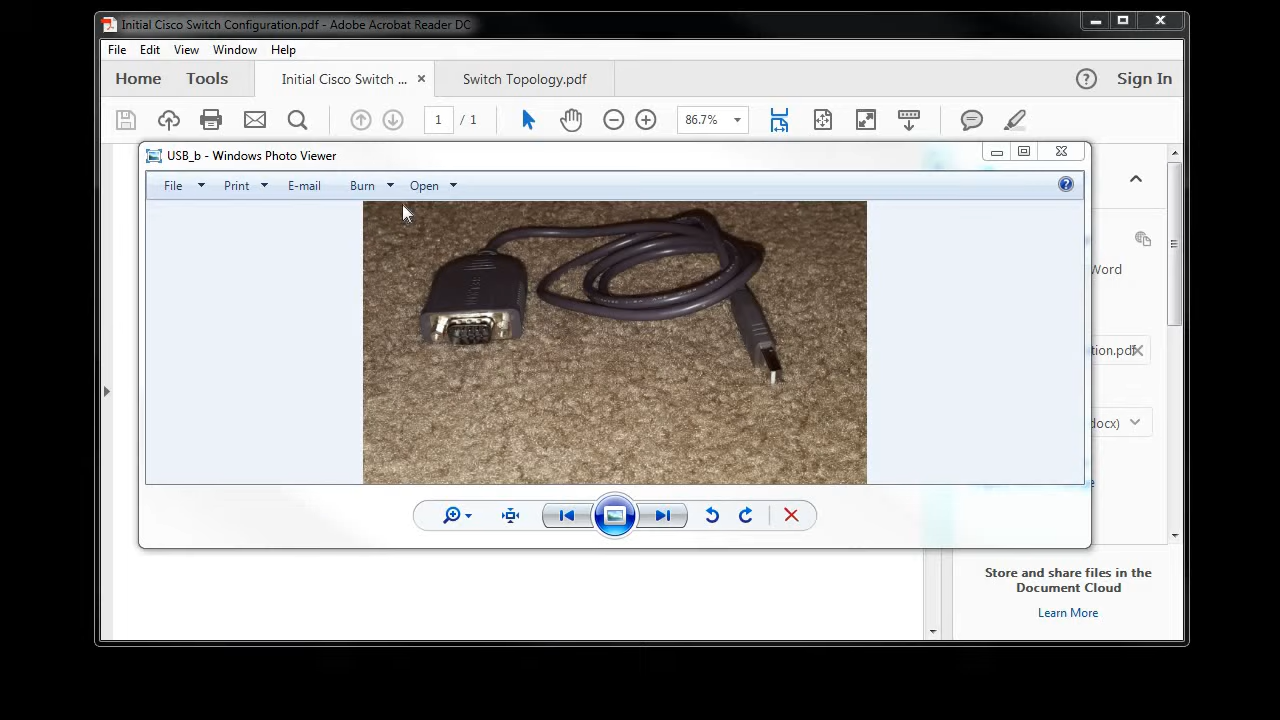 Initial Cisco Switch Configuration.pdf - Adobe Acrobat Reader DC
File Edit View Window Help
Home Tools Initial Cisco Switch ... Switch Topology.pdf Sign In
1 / 1 86.7%
USB_b - Windows Photo Viewer
File Print E-mail Burn Open
Word
tion.pdf
docx)
Store and share files in the
Document Cloud
Learn More